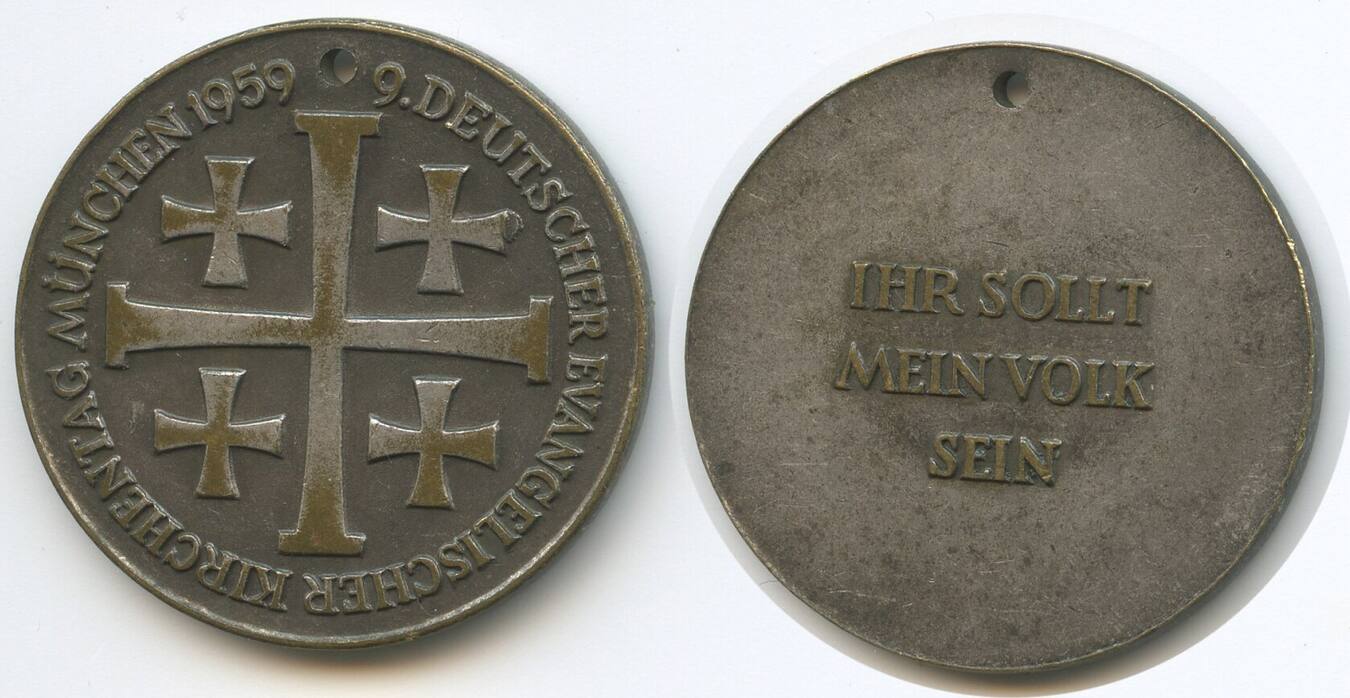 9. DEUTSCHER EVANGELISCHER KIRCHENTAG MÜNCHEN 1959
IHR SOLLT
MEIN VOLK
SEIN